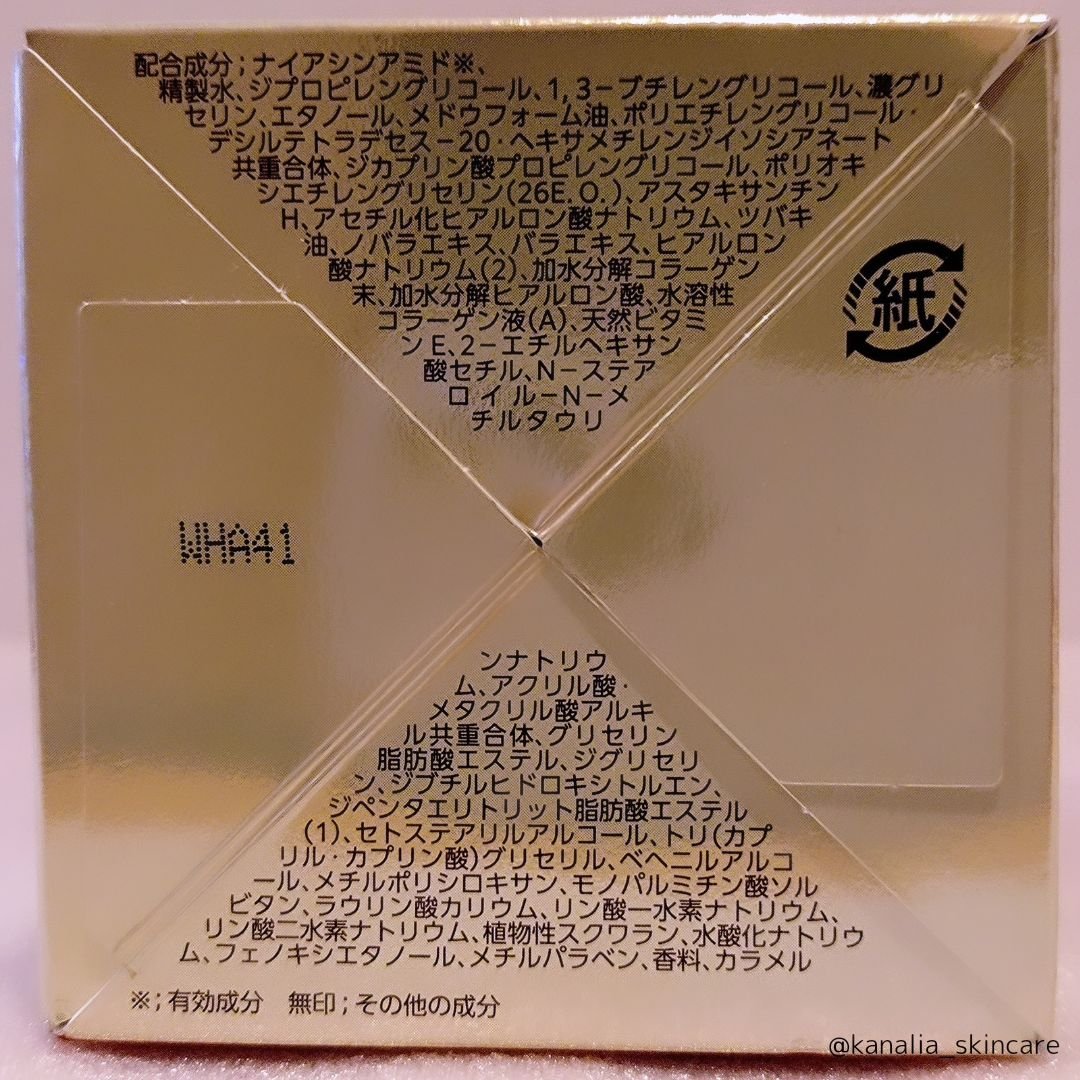 配合成分;ナイアシンアミド※、
精製水、ジプロピレングリコール、1,3−ブチレングリコール、濃グリ
セリン、エタノール、メドウフォーム油、ポリエチレングリコール・
デシルテトラデセス−20・ヘキサメチレンジイソシアネート
共重合体、ジカプリン酸プロピレングリコール、ポリオキ
シエチレングリセリン(26E.O.)、アスタキサンチン
H、アセチル化ヒアルロン酸ナトリウム、ツバキ
油、ノバラエキス、バラエキス、ヒアルロン
酸ナトリウム(2)、加水分解コラーゲン
末、加水分解ヒアルロン酸、水溶性
コラーゲン液(A)、天然ビタミ
ンE、2−エチルヘキサン
酸セチル、N−ステア
ロイル−N−メ
チルタウリ
紙
WHA41
ンナトリウ
ム、アクリル酸・
メタクリル酸アルキ
ル共重合体、グリセリン
脂肪酸エステル、ジグリセリ
ン、ジブチルヒドロキシトルエン、
ジペンタエリトリット脂肪酸エステル
(1)、セトステアリルアルコール、トリ(カプ
リル・カプリン酸)グリセリル、ベヘニルアルコ
ール、メチルポリシロキサン、モノパルミチン酸ソル
ビタン、ラウリン酸カリウム、リン酸一水素ナトリウム、
リン酸二水素ナトリウム、植物性スクワラン、水酸化ナトリウ
ム、フェノキシエタノール、メチルパラベン、香料、カラメル
※;有効成分 無印;その他の成分
@kanalia_skincare